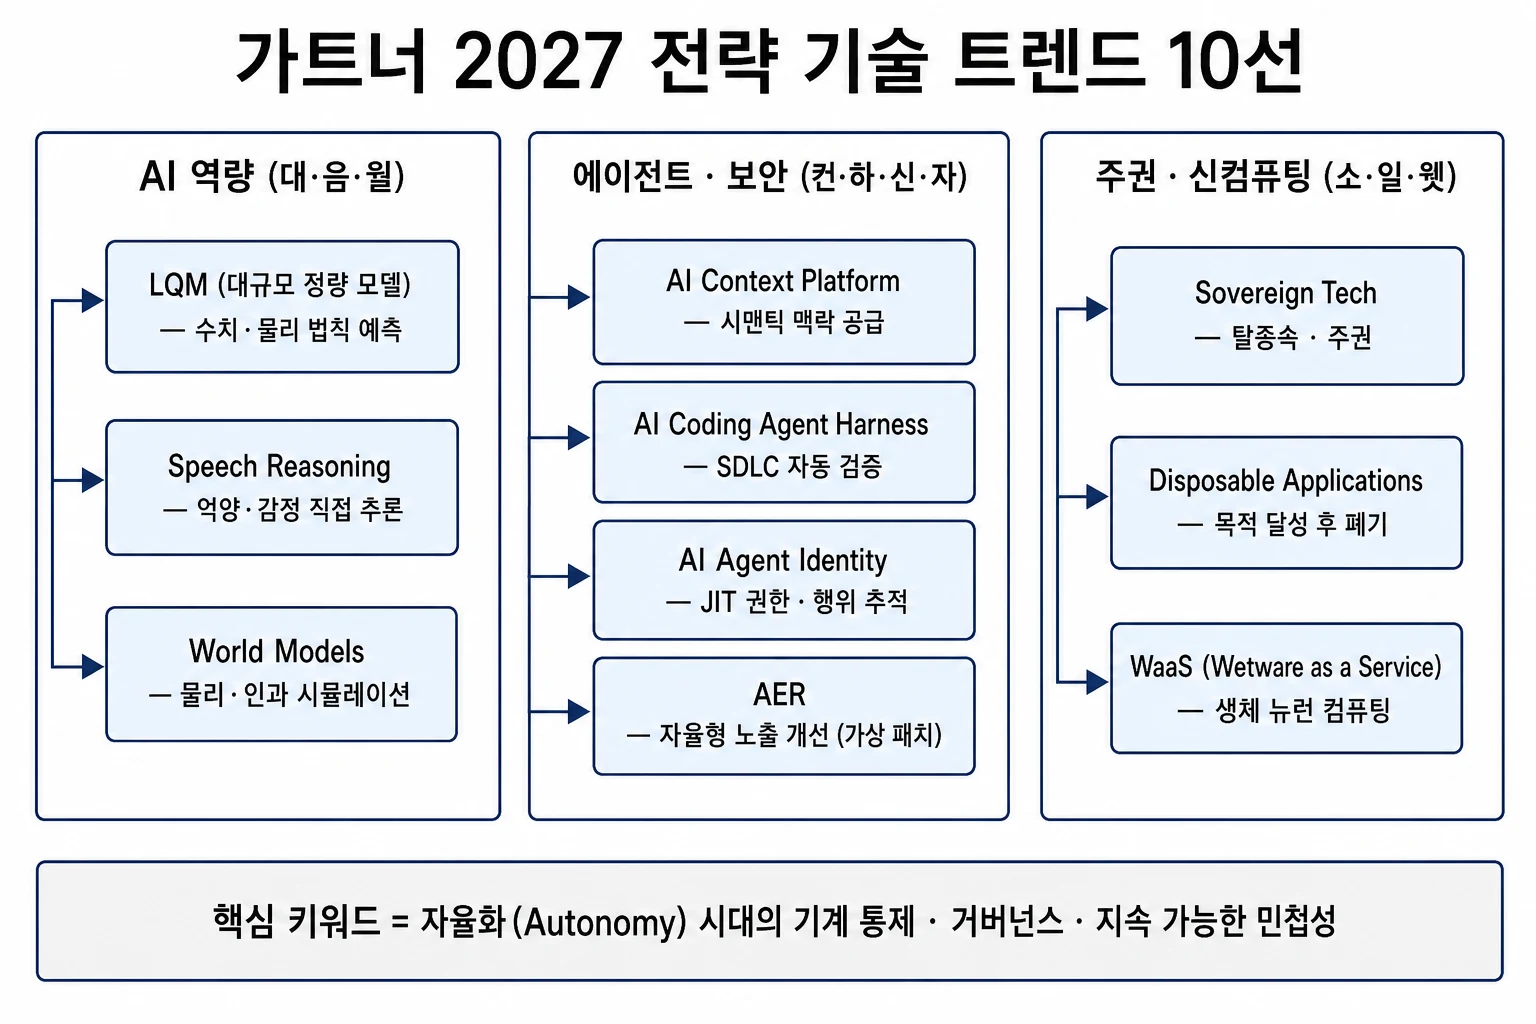 가트너 2027 전략 기술 트렌드 10선
AI 역량 (대·음·월)
LQM (대규모 정량 모델)
— 수치 · 물리 법칙 예측
Speech Reasoning
— 억양 · 감정 직접 추론
World Models
— 물리 · 인과 시뮬레이션
에이전트 · 보안 (컨·하·신·자)
AI Context Platform
— 시맨틱 맥락 공급
AI Coding Agent Harness
— SDLC 자동 검증
AI Agent Identity
— JIT 권한 · 행위 추적
AER
— 자율형 노출 개선 (가상 패치)
주권 · 신컴퓨팅 (소·일·웻)
Sovereign Tech
— 탈종속 · 주권
Disposable Applications
— 목적 달성 후 폐기
WaaS (Wetware as a Service)
— 생체 뉴런 컴퓨팅
핵심 키워드 = 자율화 (Autonomy) 시대의 기계 통제 · 거버넌스 · 지속 가능한 민첩성